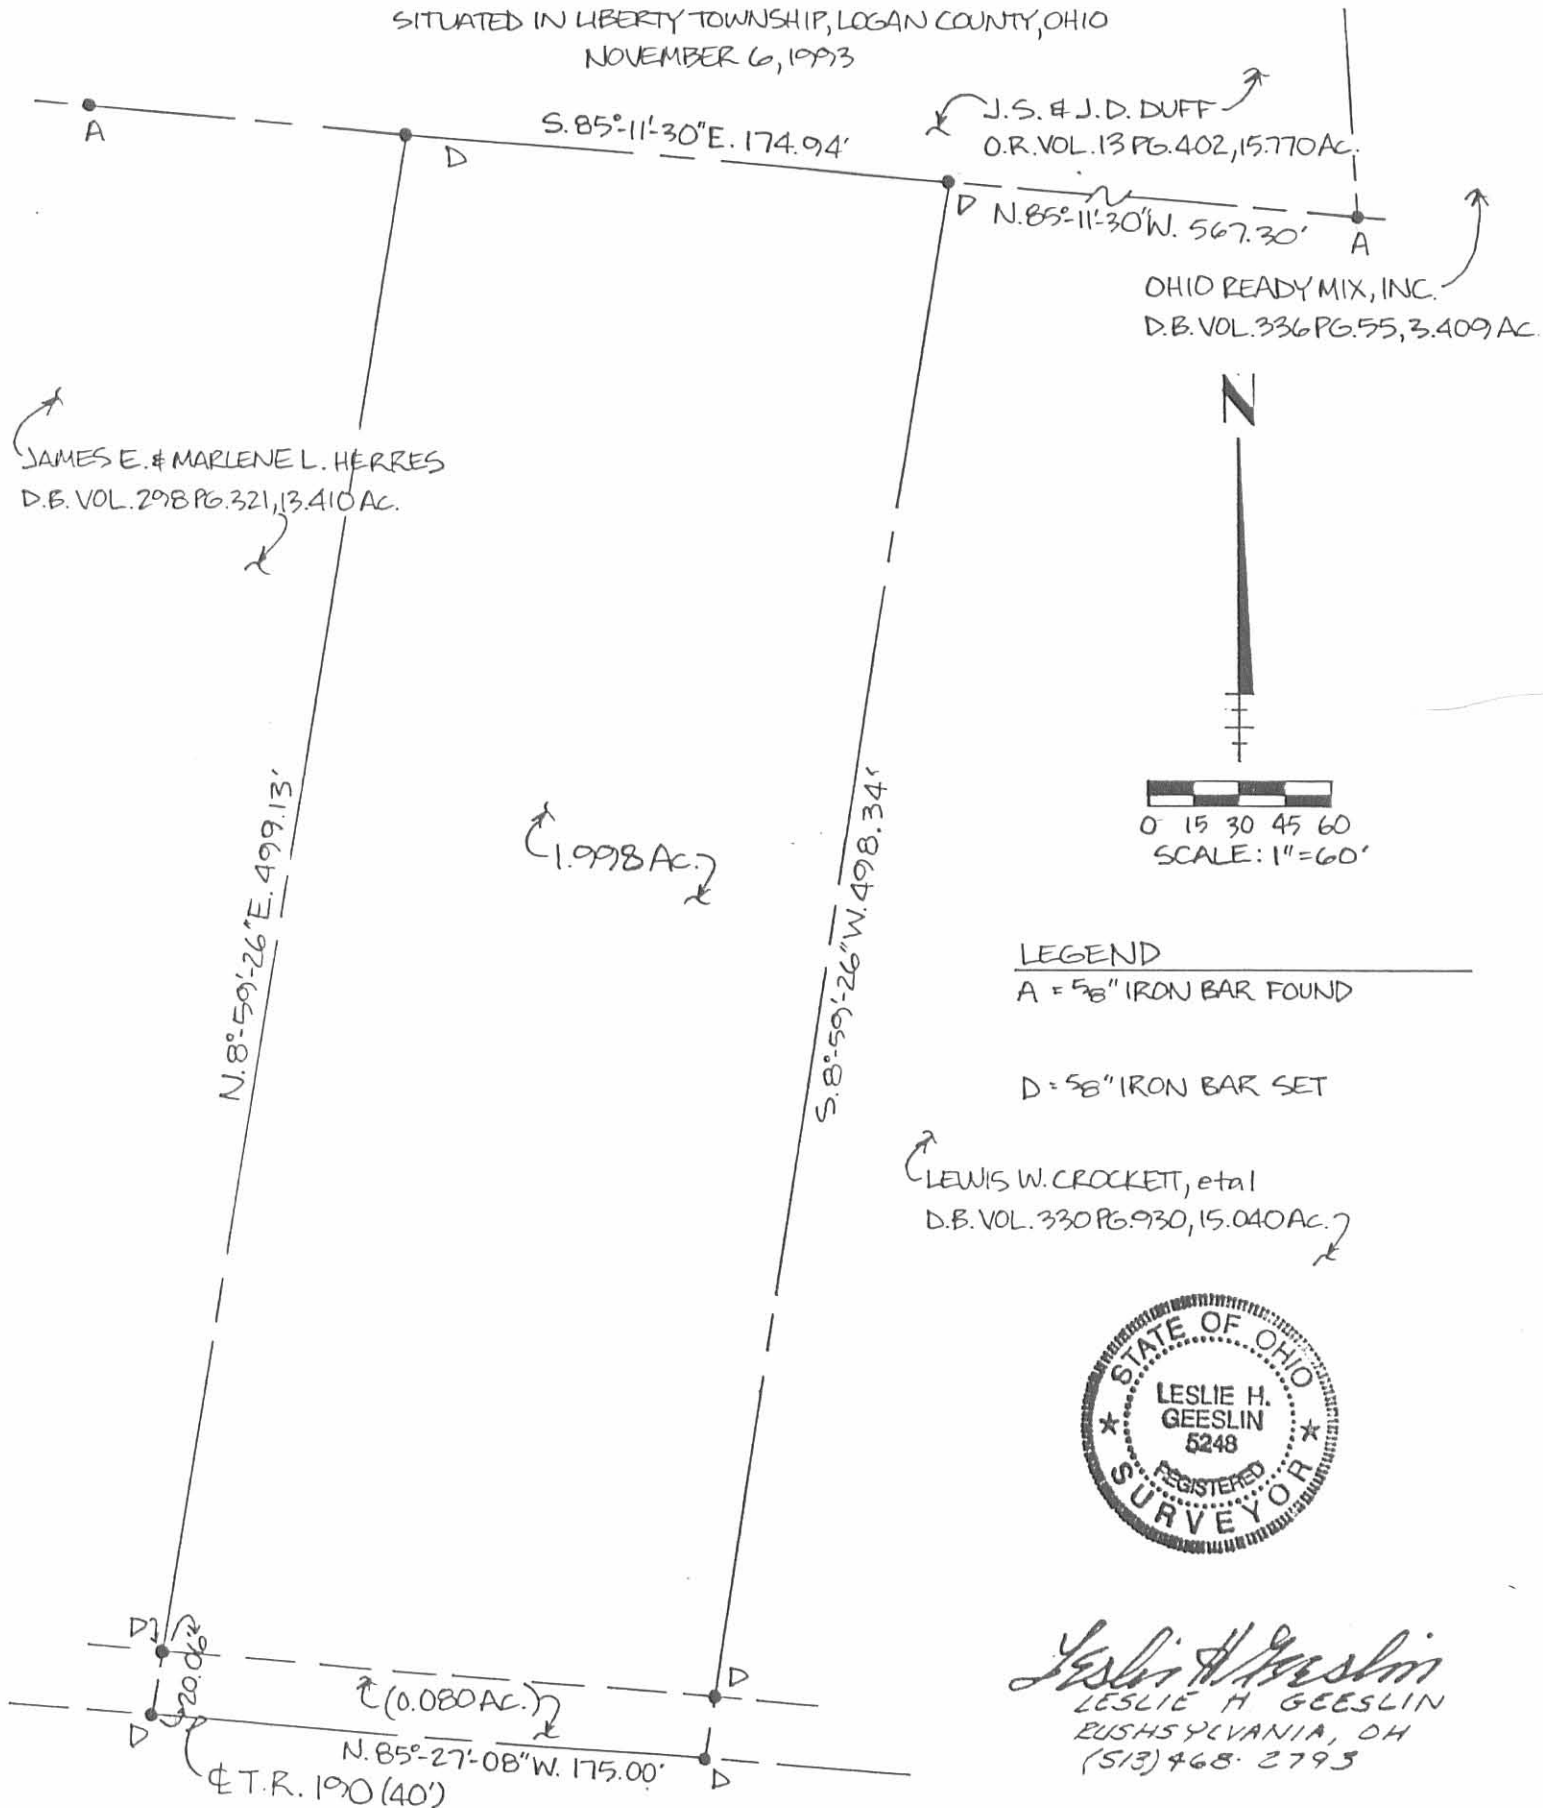 SITUATED IN LIBERTY TOWNSHIP, LOGAN COUNTY, OHIO
NOVEMBER 6, 1993
A
D
S. 85°-11'-30"E. 174.94'
J.S. & J.D. DUFF
O.R. VOL. 13 PG. 402, 15.770 AC.
D
N. 85°-11'-30"W. 567.30'
A
OHIO READY MIX, INC.
D.B. VOL. 336 PG. 55, 3.409 AC.
N
JAMES E. & MARLENE L. HERRES
D.B. VOL. 298 PG. 321, 13.410 AC.
N. 8°-59'-26"E. 499.13'
1.998 AC.
S. 8°-59'-26"W. 498.34'
0 15 30 45 60
SCALE: 1"=60'
LEGEND
A = 5/8" IRON BAR FOUND
D = 5/8" IRON BAR SET
LEWIS W. CROCKETT, etal
D.B. VOL. 330 PG. 930, 15.040 AC.
STATE OF OHIO
LESLIE H.
GEESLIN
5248
REGISTERED
SURVEYOR
D
20.06'
(0.080 AC.)
D
D
N. 85°-27'-08"W. 175.00'
D
℄ T.R. 190 (40')
Leslie H Geeslin
LESLIE H GEESLIN
RUSHSYLVANIA, OH
(513) 468-2793